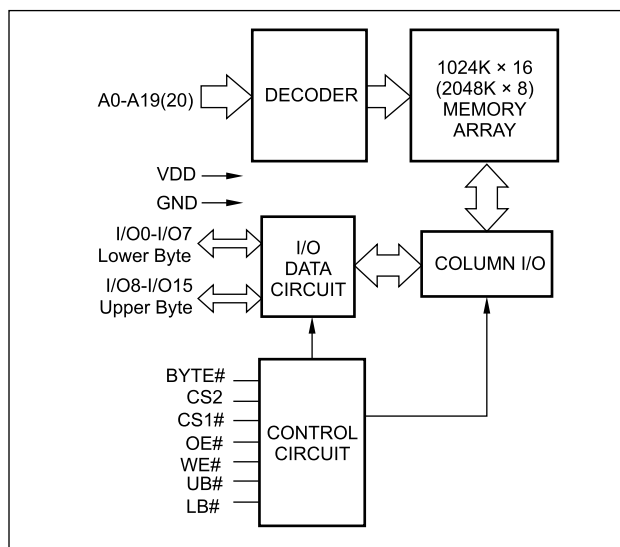 A0-A19(20)
DECODER
1024K × 16
(2048K × 8)
MEMORY
ARRAY
VDD
GND
I/O0-I/O7
Lower Byte
I/O8-I/O15
Upper Byte
I/O
DATA
CIRCUIT
COLUMN I/O
BYTE#
CS2
CS1#
OE#
WE#
UB#
LB#
CONTROL
CIRCUIT